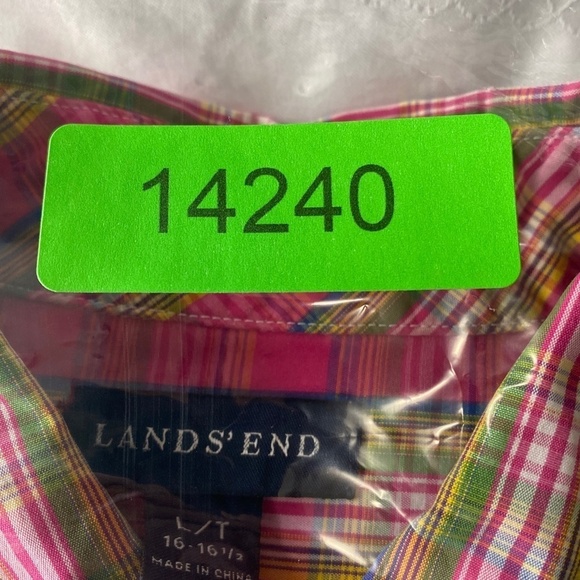 14240
LANDS' END
L/T
16-16 1/2
MADE IN CHINA